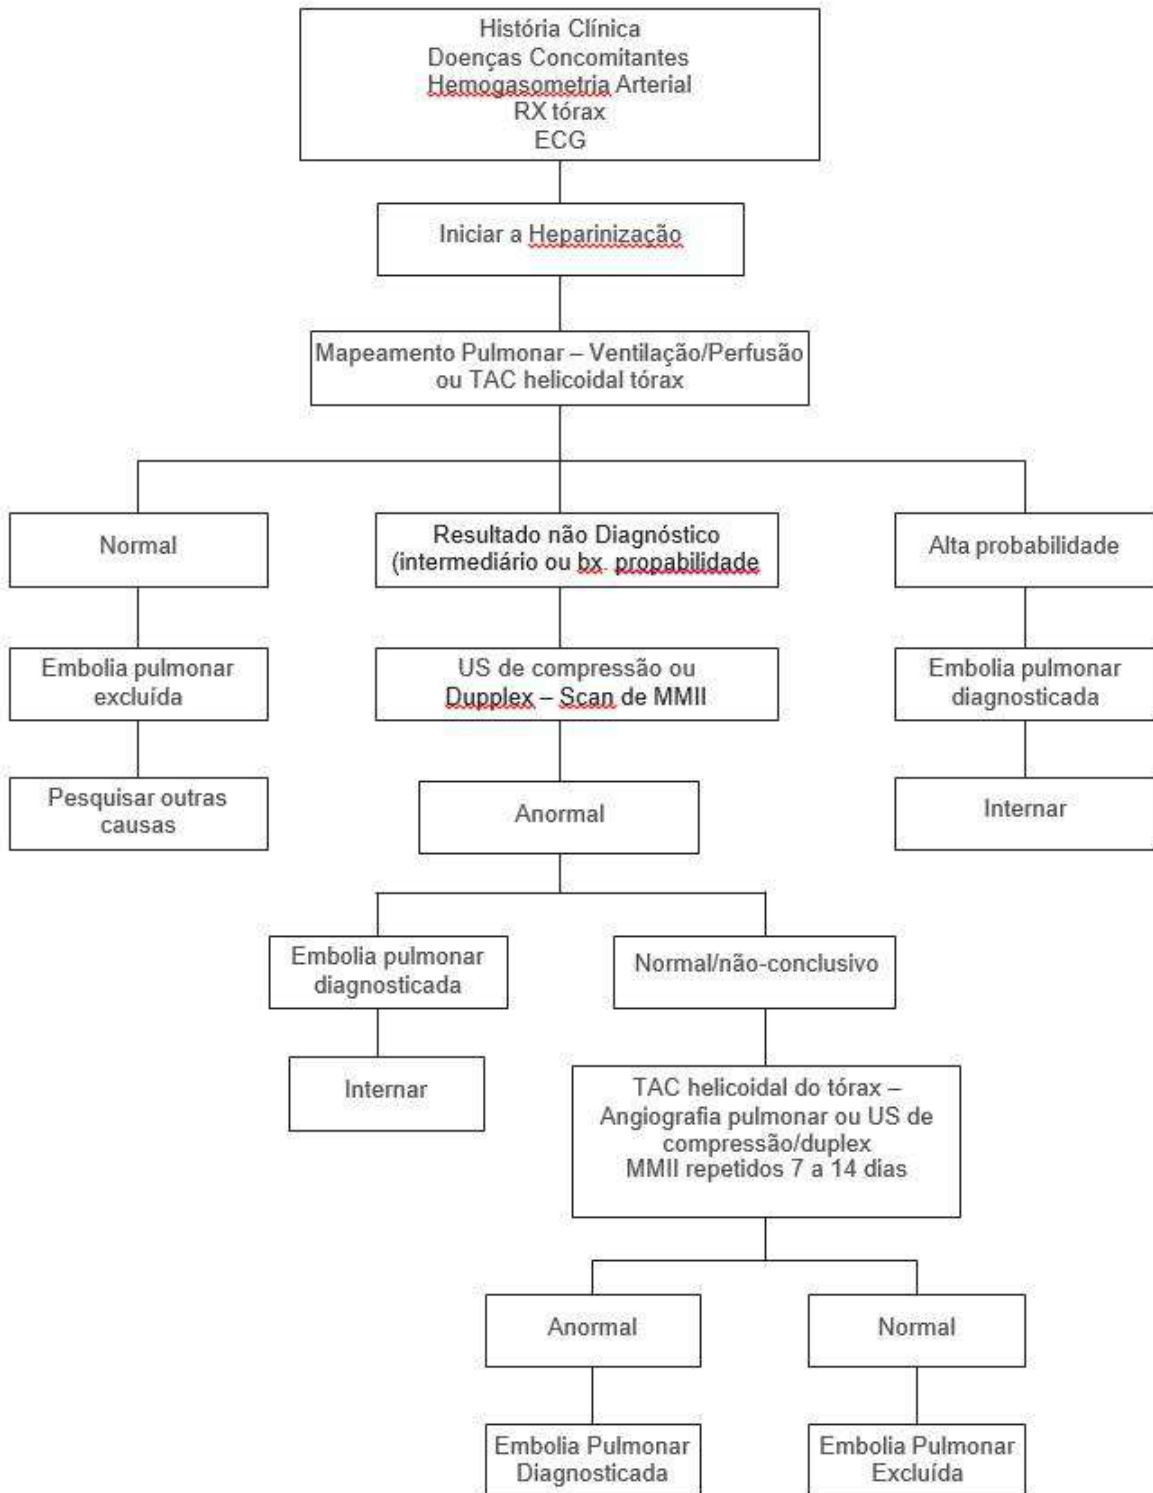 História Clínica
Doenças Concomitantes
Hemogasometria Arterial
RX tórax
ECG
Iniciar a Heparinização
Mapeamento Pulmonar – Ventilação/Perfusão
ou TAC helicoidal tórax
Normal
Resultado não Diagnóstico
(intermediário ou bx. propabilidade
Alta probabilidade
Embolia pulmonar
excluída
US de compressão ou
Dupplex – Scan de MMII
Embolia pulmonar
diagnosticada
Pesquisar outras
causas
Anormal
Internar
Embolia pulmonar
diagnosticada
Normal/não-conclusivo
Internar
TAC helicoidal do tórax –
Angiografia pulmonar ou US de
compressão/duplex
MMII repetidos 7 a 14 dias
Anormal
Normal
Embolia Pulmonar
Diagnosticada
Embolia Pulmonar
Excluída